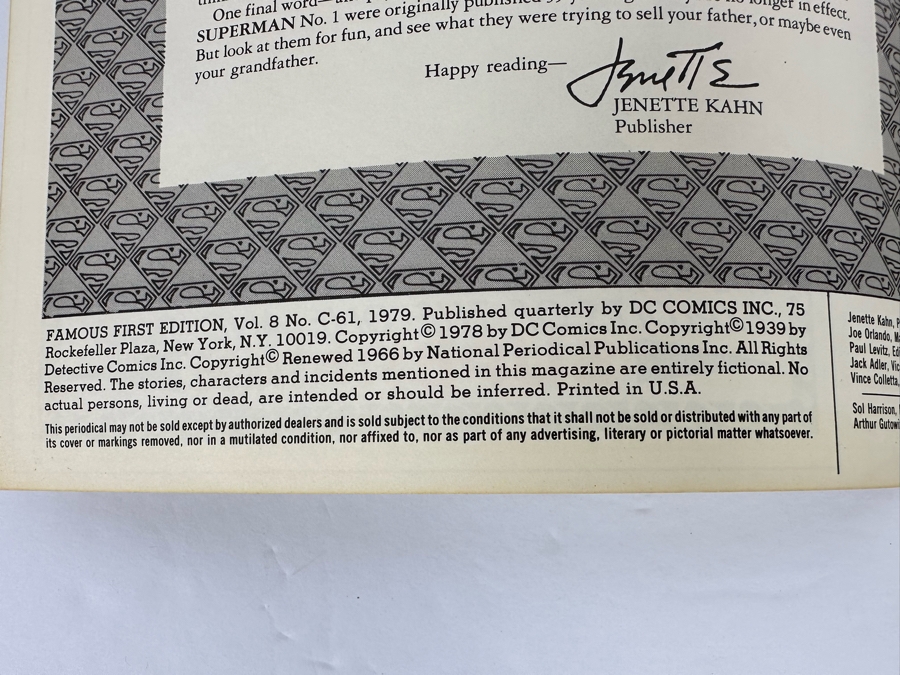 One final word—
SUPERMAN No. 1 were originally published longer in effect.
But look at them for fun, and see what they were trying to sell your father, or maybe even
your grandfather.
Happy reading—
Jenette
JENETTE KAHN
Publisher
FAMOUS FIRST EDITION, Vol. 8 No. C-61, 1979. Published quarterly by DC COMICS INC., 75
Rockefeller Plaza, New York, N.Y. 10019. Copyright © 1978 by DC Comics Inc. Copyright © 1939 by
Detective Comics Inc. Copyright © Renewed 1966 by National Periodical Publications Inc. All Rights
Reserved. The stories, characters and incidents mentioned in this magazine are entirely fictional. No
actual persons, living or dead, are intended or should be inferred. Printed in U.S.A.
This periodical may not be sold except by authorized dealers and is sold subject to the conditions that it shall not be sold or distributed with any part of
its cover or markings removed, nor in a mutilated condition, nor affixed to, nor as part of any advertising, literary or pictorial matter whatsoever.
Jenette Kahn, P
Joe Orlando, M
Paul Levitz, Edi
Jack Adler, Vic
Vince Colletta,
Sol Harrison,
Arthur Gutowi